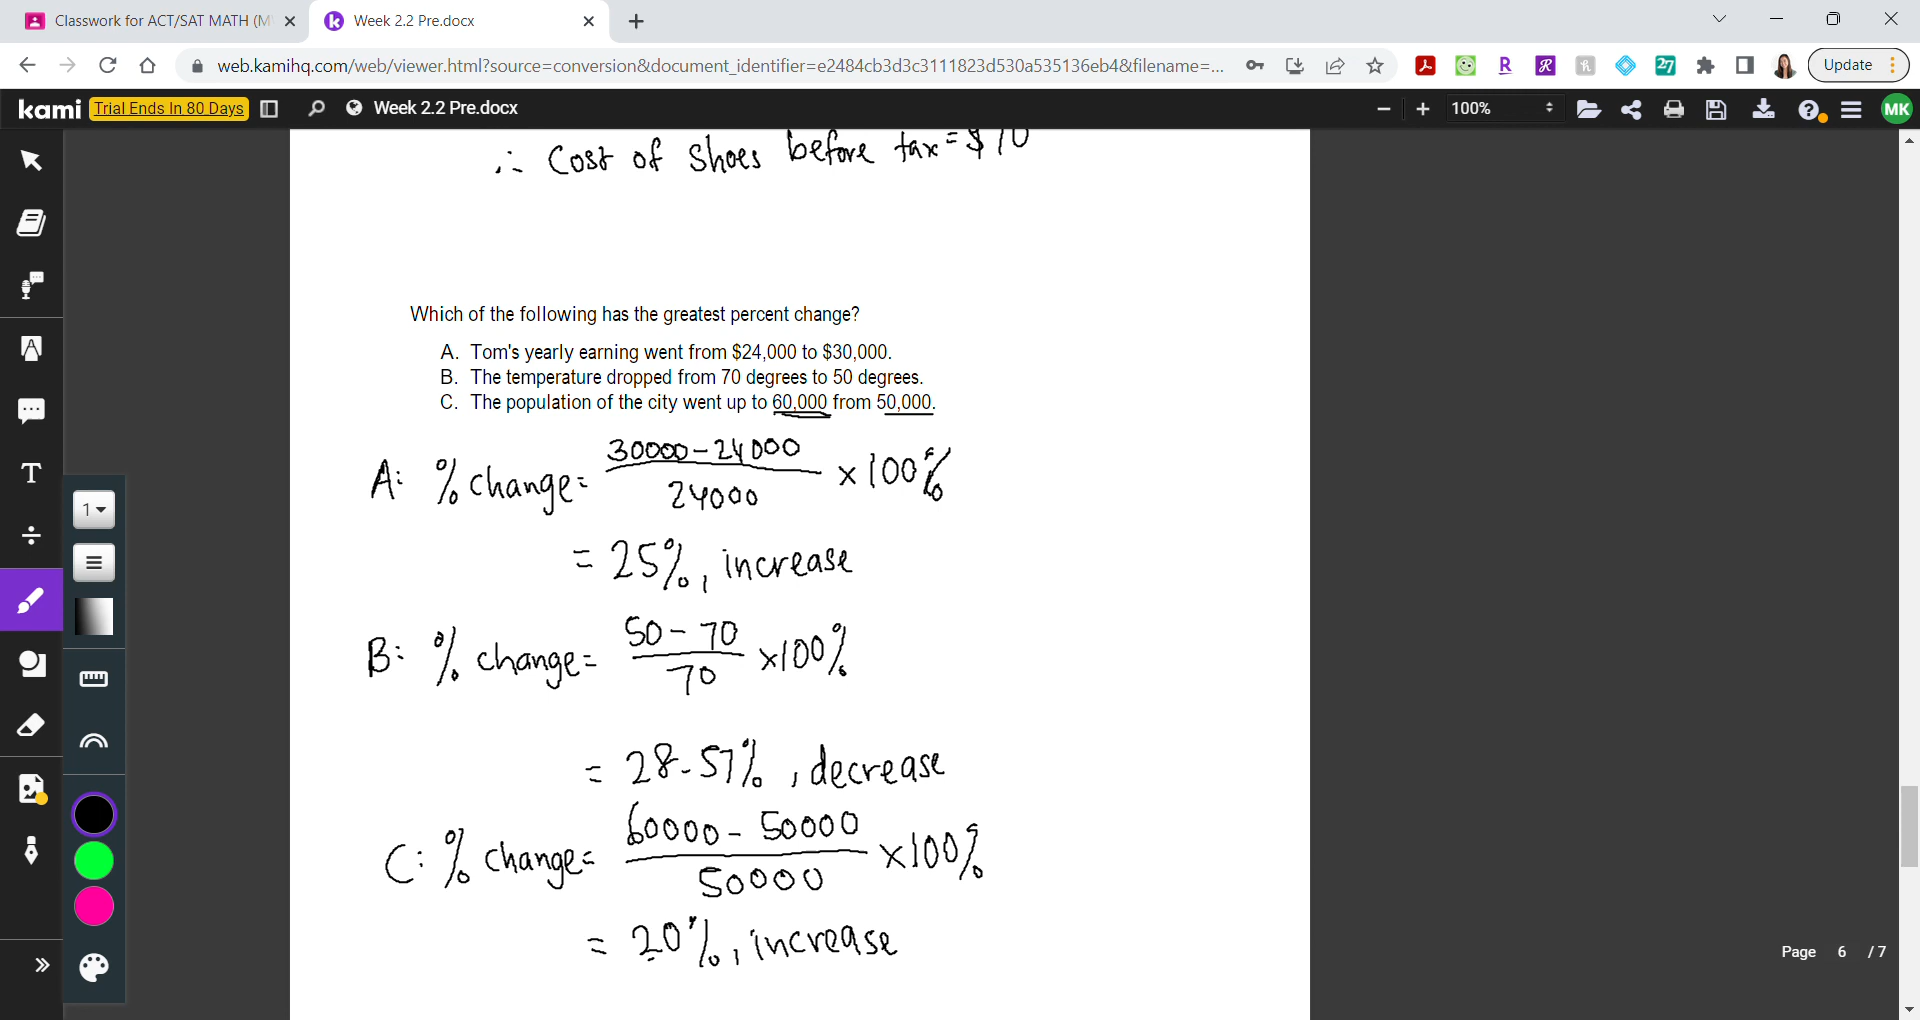 Classwork for ACT/SAT MATH (M
Week 2.2 Pre.docx
web.kamihq.com/web/viewer.html?source=conversion&document_identifier=e2484cb3d3c3111823d530a535136eb4&filename=...
27
Update
kami Trial Ends In 80 Days
Week 2.2 Pre.docx
100%
MK
∴ Cost of shoes before tax = $70
Which of the following has the greatest percent change?
A. Tom's yearly earning went from $24,000 to $30,000.
B. The temperature dropped from 70 degrees to 50 degrees.
C. The population of the city went up to 60,000 from 50,000.
A: % change = 30000 - 24000 / 24000 × 100%
= 25%, increase
B: % change = 50 - 70 / 70 × 100%
= 28.57%, decrease
C: % change = 60000 - 50000 / 50000 × 100%
= 20%, increase
T
1
Page 6 / 7